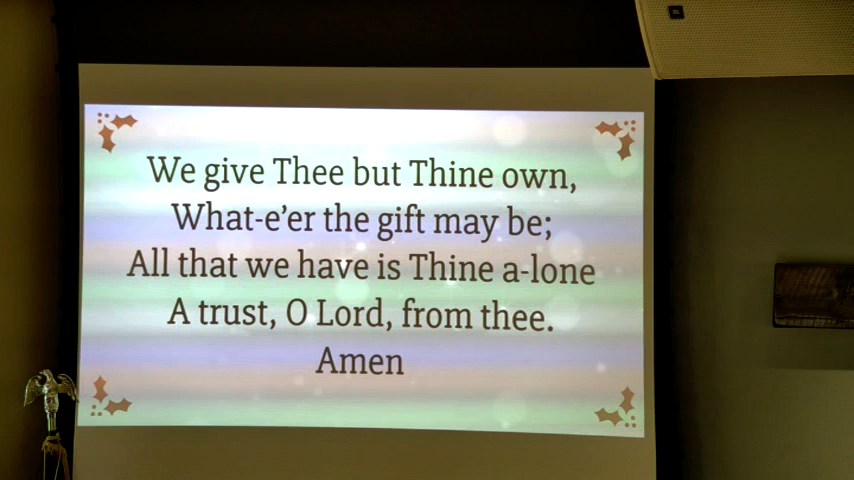 We give Thee but Thine own,
What-e’er the gift may be;
All that we have is Thine a-lone
A trust, O Lord, from thee.
Amen